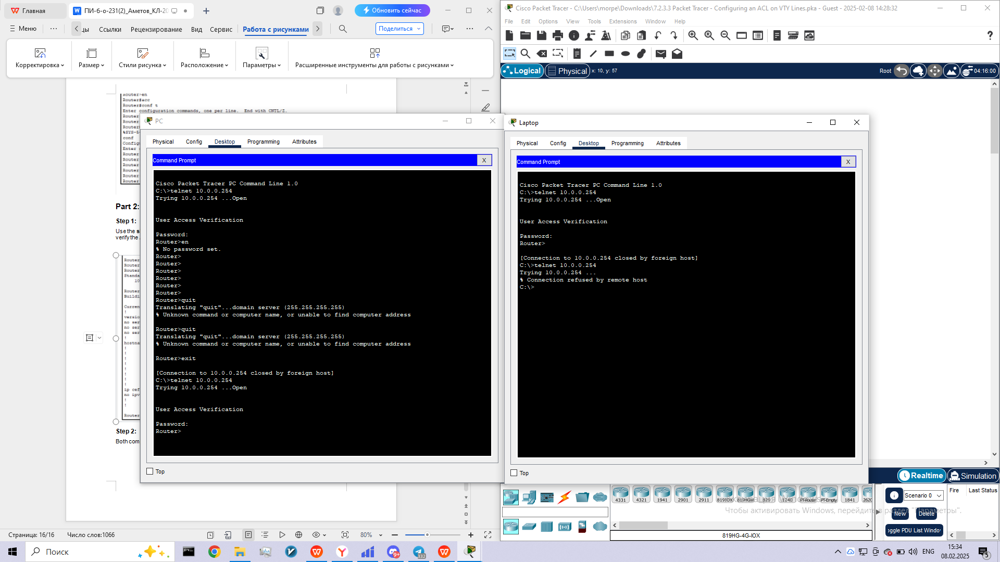 Главная
ПИ-6-о-231(2)_Аметов_КЛ-20
Обновить сейчас
Меню
цы
Ссылки
Рецензирование
Вид
Сервис
Работа с рисунками
Поделиться
Корректировка
Размер
Стили рисунка
Расположение
Параметры
Расширенные инструменты для работы с рисунками
Router>en
Router#acc
Router#conf t
Enter configuration commands, one per line. End with CNTL/Z.
Router
Router
Router
%SYS-5
conf
Configu
Enter
Router
Router
Router
Router
Router
Router
Part 2:
Step 1:
Use the
verify the
Router
Router
Router
Standa
10
Router
Buildi
Curren
!
versio
no ser
no ser
no ser
!
hostna
!
!
!
!
!
!
!
!
ip cef
no ipv
!
!
Router
Step 2:
Both com
Страница: 16/16
Число слов:1066
80%
PC
Physical
Config
Desktop
Programming
Attributes
Command Prompt
X
Cisco Packet Tracer PC Command Line 1.0
C:\>telnet 10.0.0.254
Trying 10.0.0.254 ...Open
User Access Verification
Password:
Router>en
% No password set.
Router>
Router>
Router>
Router>
Router>
Router>
Router>quit
Translating "quit"...domain server (255.255.255.255)
% Unknown command or computer name, or unable to find computer address
Router>quit
Translating "quit"...domain server (255.255.255.255)
% Unknown command or computer name, or unable to find computer address
Router>exit
[Connection to 10.0.0.254 closed by foreign host]
C:\>telnet 10.0.0.254
Trying 10.0.0.254 ...Open
User Access Verification
Password:
Router>
Top
Cisco Packet Tracer - C:\Users\morpe\Downloads\7.2.3.3 Packet Tracer - Configuring an ACL on VTY Lines.pka - Guest - 2025-02-08 14:28:32
File
Edit
Options
View
Tools
Extensions
Window
Help
?
Logical
Physical
x: 10, y: 57
Root
04:16:00
Laptop
Physical
Config
Desktop
Programming
Attributes
Command Prompt
X
Cisco Packet Tracer PC Command Line 1.0
C:\>telnet 10.0.0.254
Trying 10.0.0.254 ...Open
User Access Verification
Password:
Router>
[Connection to 10.0.0.254 closed by foreign host]
C:\>telnet 10.0.0.254
Trying 10.0.0.254 ...
% Connection refused by remote host
C:\>
Top
Realtime
Simulation
4331
4321
1941
2901
2911
819IOX
819HGW
829
1240
PT-Router
PT-Empty
1841
2620
819HG-4G-IOX
Scenario 0
New
Delete
oggle PDU List Windo
Fire
Last Status
Чтобы активировать Windows, перейдите в раздел "Параметры".
Поиск
9+
332
ENG
15:34
08.02.2025
5